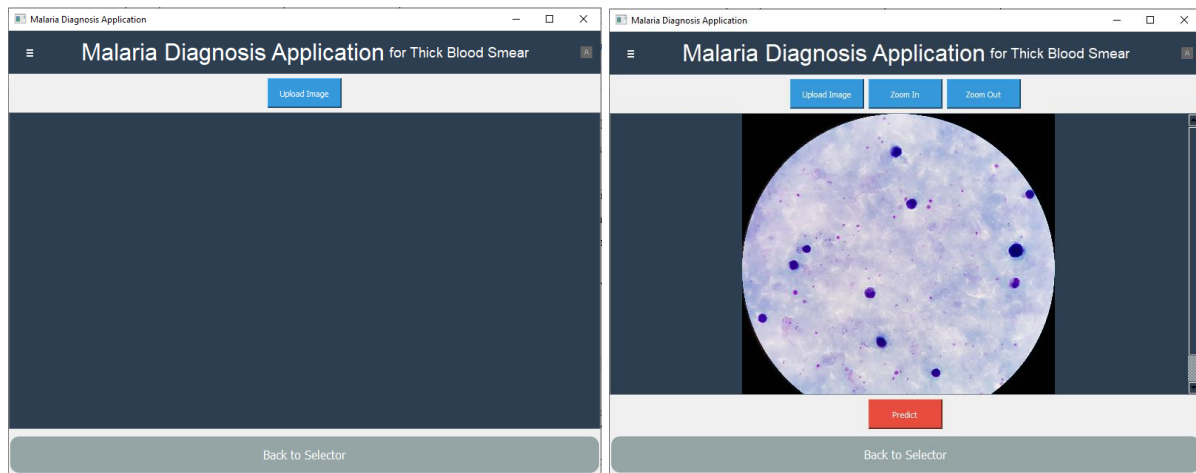 Malaria Diagnosis Application
Malaria Diagnosis Application for Thick Blood Smear
Upload Image
Back to Selector
Malaria Diagnosis Application
Malaria Diagnosis Application for Thick Blood Smear
Upload Image Zoom In Zoom Out
Predict
Back to Selector